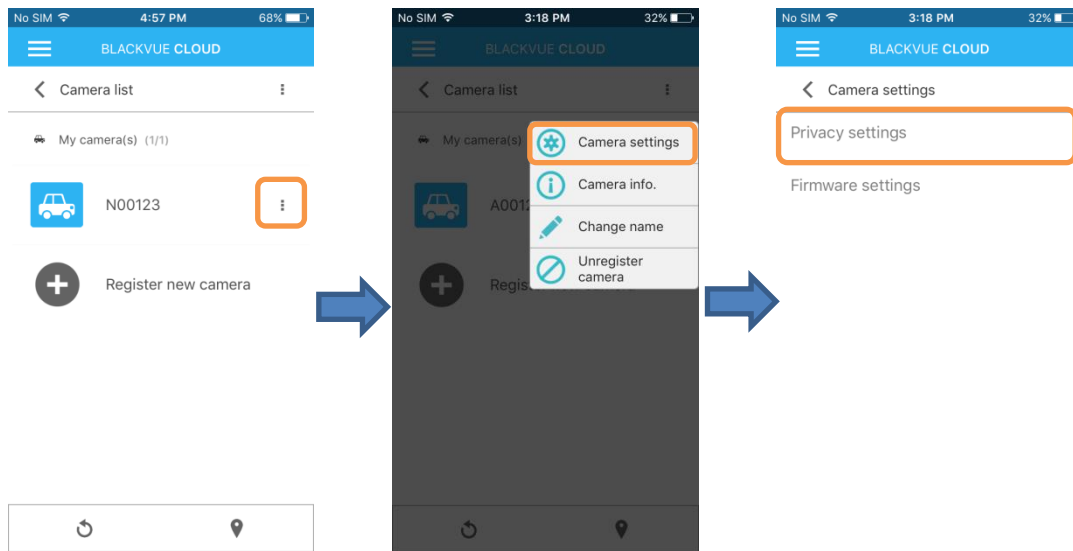 No SIM 4:57 PM 68%
BLACKVUE CLOUD
Camera list
My camera(s) (1/1)
N00123
Register new camera
No SIM 3:18 PM 32%
BLACKVUE CLOUD
Camera list
My camera(s)
Camera settings
Camera info.
A0012
Change name
Unregister
camera
Regis
No SIM 3:18 PM 32%
BLACKVUE CLOUD
Camera settings
Privacy settings
Firmware settings